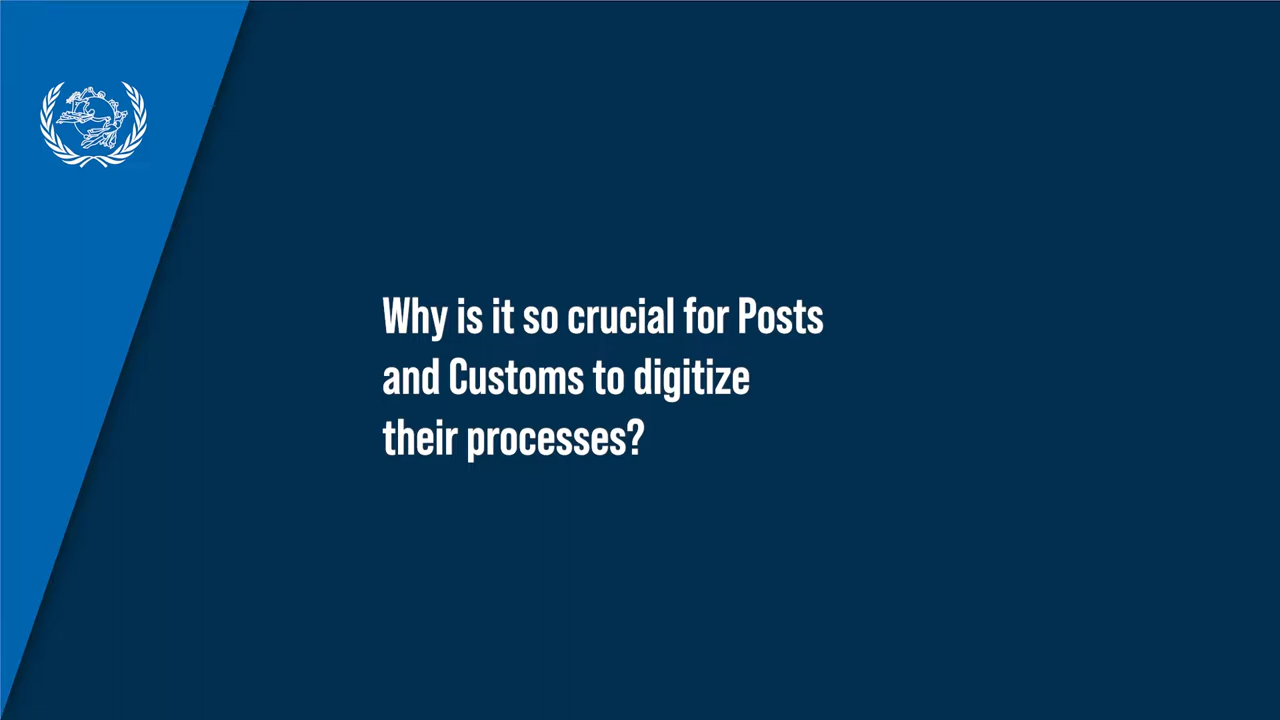 Why is it so crucial for Posts
and Customs to digitize
their processes?